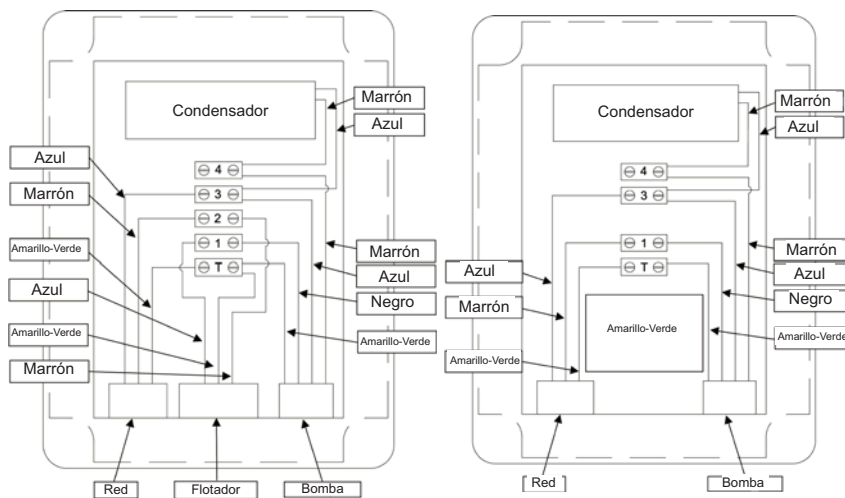 Condensador
Marrón
Azul
4
3
2
1
T
Azul
Marrón
Amarillo-Verde
Azul
Amarillo-Verde
Marrón
Marrón
Azul
Negro
Amarillo-Verde
Red
Flotador
Bomba
Condensador
Marrón
Azul
4
3
1
T
Azul
Marrón
Amarillo-Verde
Amarillo-Verde
Marrón
Azul
Negro
Amarillo-Verde
Red
Bomba